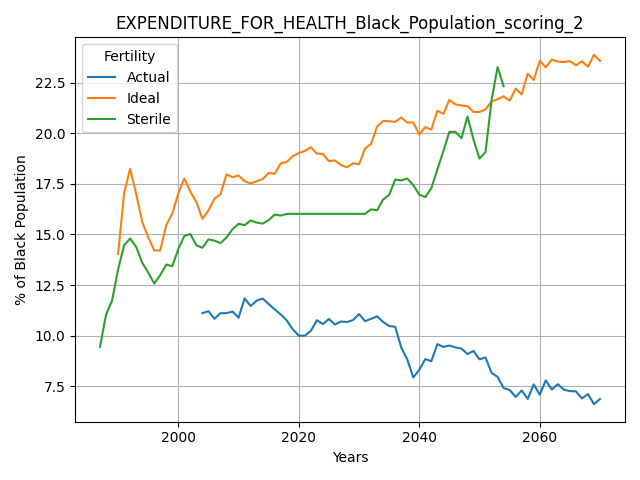 EXPENDITURE_FOR_HEALTH_Black_Population_scoring_2
Fertility
Actual
Ideal
Sterile
% of Black Population
22.5
20.0
17.5
15.0
12.5
10.0
7.5
2000
2020
2040
2060
Years